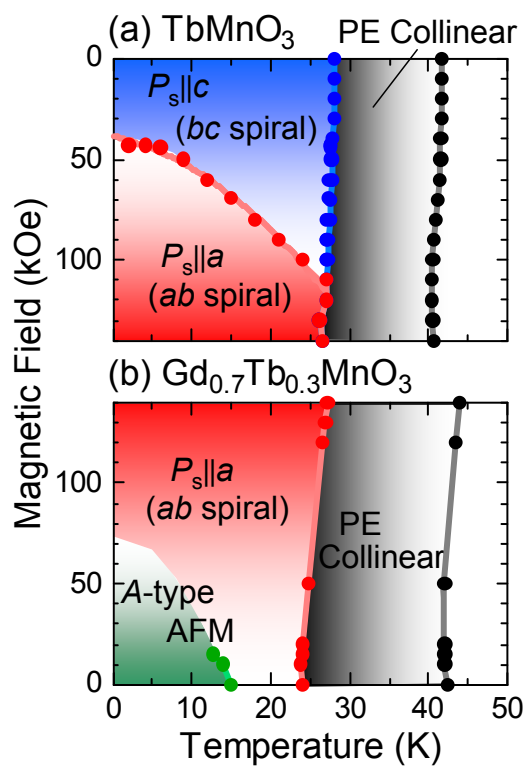 (a) TbMnO₃
PE Collinear
0
50
100
Pₛ||c
(bc spiral)
Pₛ||a
(ab spiral)
Magnetic Field (kOe)
(b) Gd₀.₇Tb₀.₃MnO₃
100
50
0
Pₛ||a
(ab spiral)
PE
Collinear
A-type
AFM
0 10 20 30 40 50
Temperature (K)